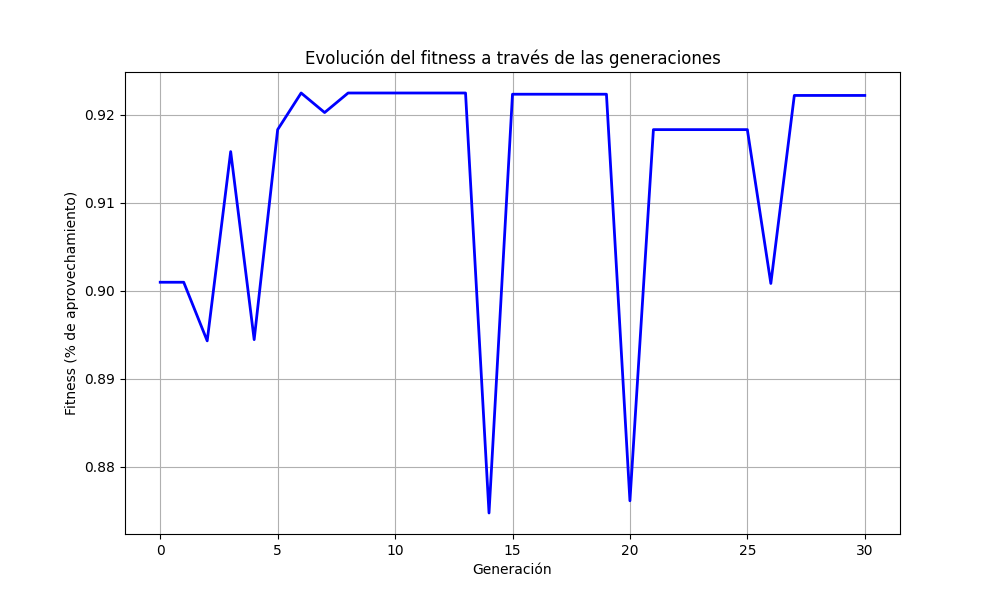 Evolución del fitness a través de las generaciones
Fitness (% de aprovechamiento)
0.92
0.91
0.90
0.89
0.88
0 5 10 15 20 25 30
Generación